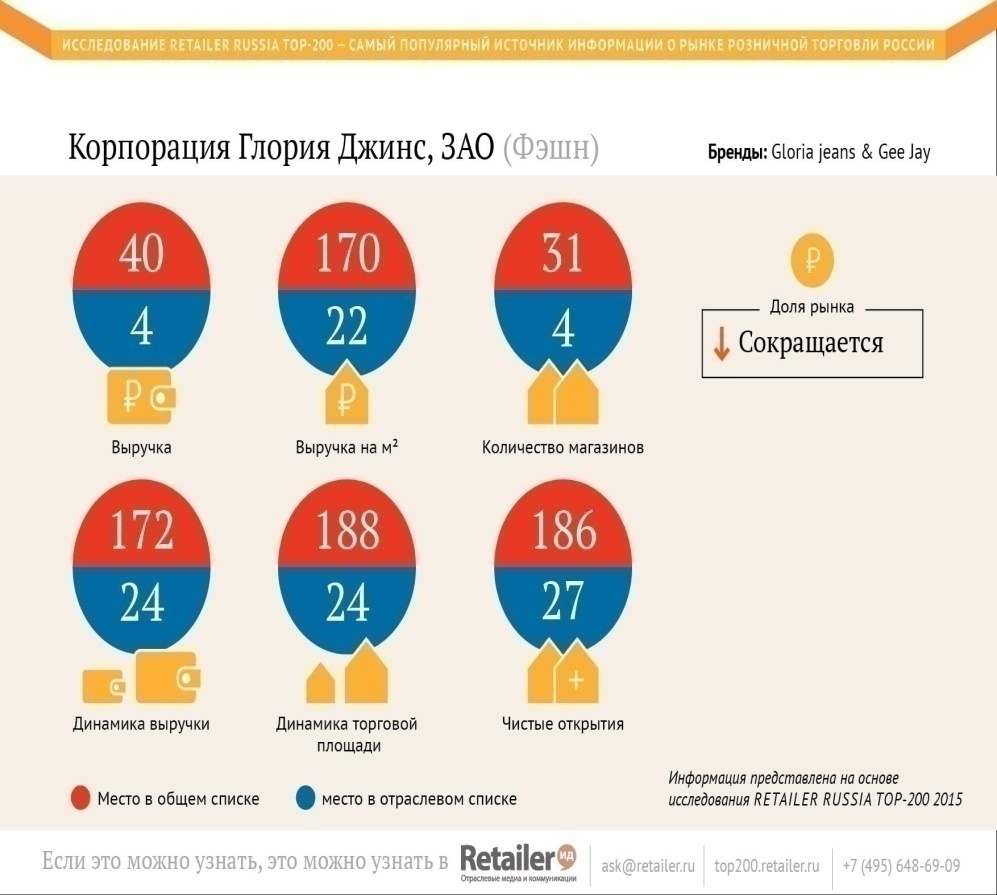 ИССЛЕДОВАНИЕ RETAILER RUSSIA TOP-200 – САМЫЙ ПОПУЛЯРНЫЙ ИСТОЧНИК ИНФОРМАЦИИ О РЫНКЕ РОЗНИЧНОЙ ТОРГОВЛИ РОССИИ
Корпорация Глория Джинс, ЗАО (Фэшн)
Бренды: Gloria jeans & Gee Jay
40
4
₽
Выручка
170
22
₽
Выручка на м²
31
4
Количество магазинов
₽
Доля рынка
↓ Сокращается
172
24
Динамика выручки
188
24
Динамика торговой
площади
186
27
+
Чистые открытия
Место в общем списке
место в отраслевом списке
Информация представлена на основе
исследования RETAILER RUSSIA TOP-200 2015
Если это можно узнать, это можно узнать в
Retailer ИД
Отраслевые медиа и коммуникации
ask@retailer.ru
top200.retailer.ru
+7 (495) 648-69-09